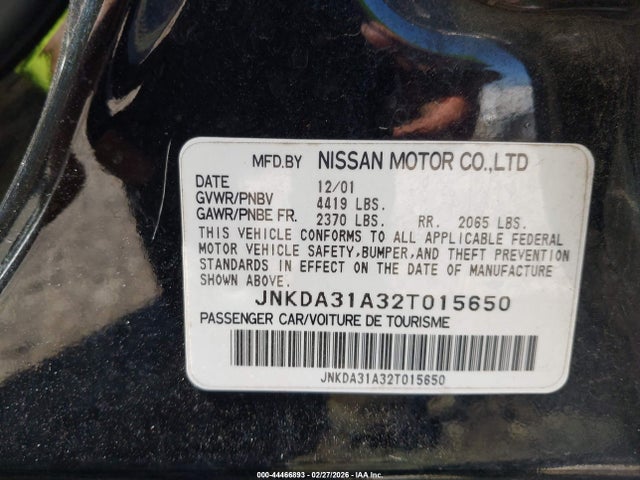 MFD.BY NISSAN MOTOR CO.,LTD
DATE 12/01
GVWR/PNBV 4419 LBS.
GAWR/PNBE FR. 2370 LBS. RR. 2065 LBS.
THIS VEHICLE CONFORMS TO ALL APPLICABLE FEDERAL
MOTOR VEHICLE SAFETY,BUMPER,AND THEFT PREVENTION
STANDARDS IN EFFECT ON THE DATE OF MANUFACTURE
SHOWN ABOVE.
JNKDA31A32T015650
PASSENGER CAR/VOITURE DE TOURISME
JNKDA31A32T015650
000-44466893 - 02/27/2026 - IAA Inc.